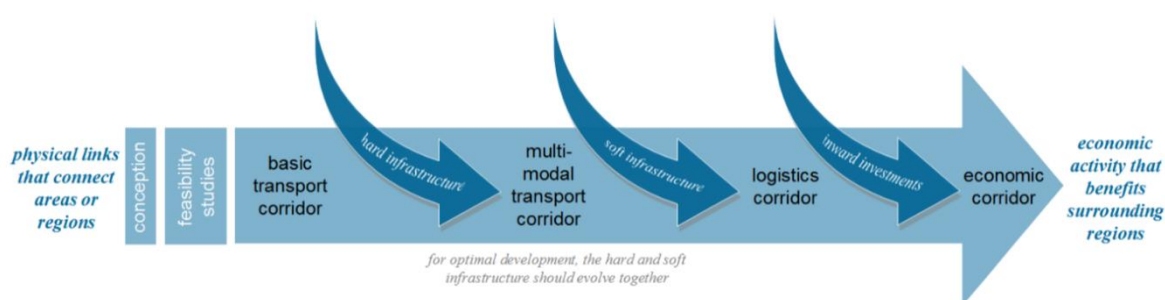 physical links
that connect
areas or
regions
conception
feasibility
studies
basic
transport
corridor
hard infrastructure
multi-
modal
transport
corridor
soft infrastructure
logistics
corridor
inward investments
economic
corridor
economic
activity that
benefits
surrounding
regions
for optimal development, the hard and soft
infrastructure should evolve together